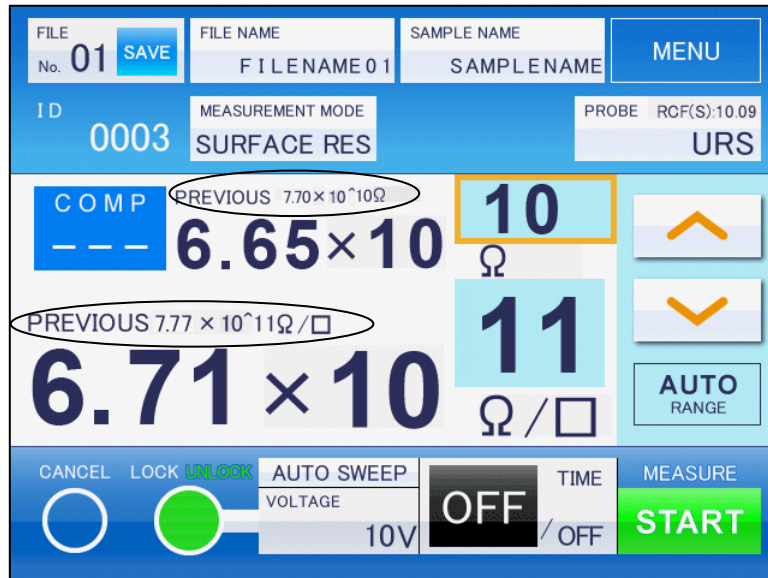 FILE No. 01 SAVE
FILE NAME
FILENAME01
SAMPLE NAME
SAMPLENAME
MENU
ID
0003
MEASUREMENT MODE
SURFACE RES
PROBE RCF(S):10.09
URS
COMP
---
PREVIOUS 7.70×10^10Ω
6.65×10 10
Ω
PREVIOUS 7.77 × 10^11Ω/□
6.71×10 11
Ω/□
AUTO
RANGE
CANCEL LOCK UNLOCK
AUTO SWEEP
VOLTAGE
10V
OFF
TIME
/OFF
MEASURE
START